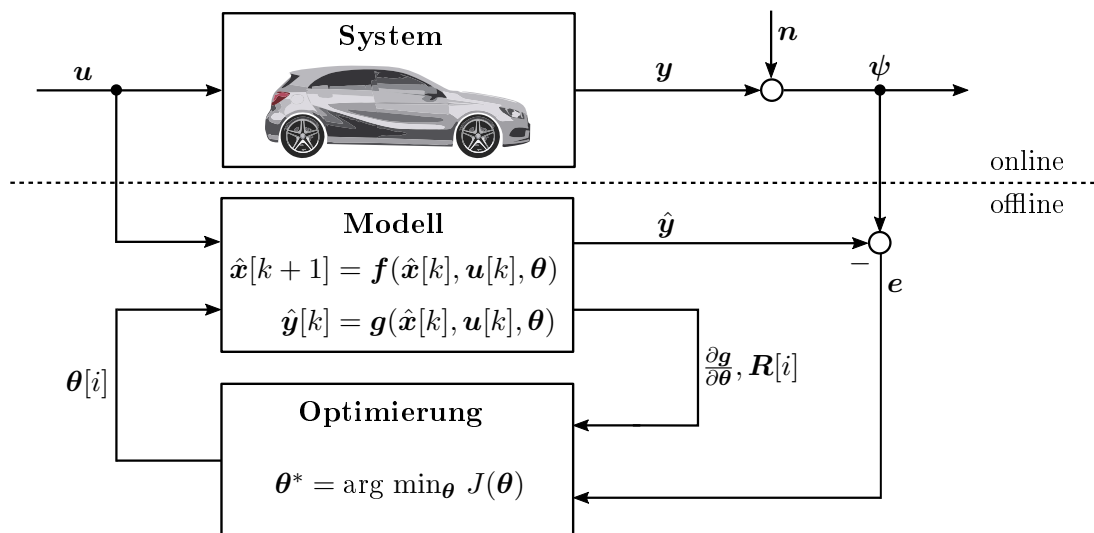 System
n
u
y
ψ
online
offline
Modell
ŷ
x̂[k + 1] = f(x̂[k], u[k], θ)
−
e
ŷ[k] = g(x̂[k], u[k], θ)
θ[i]
∂g/∂θ, R[i]
Optimierung
θ* = arg min_θ J(θ)